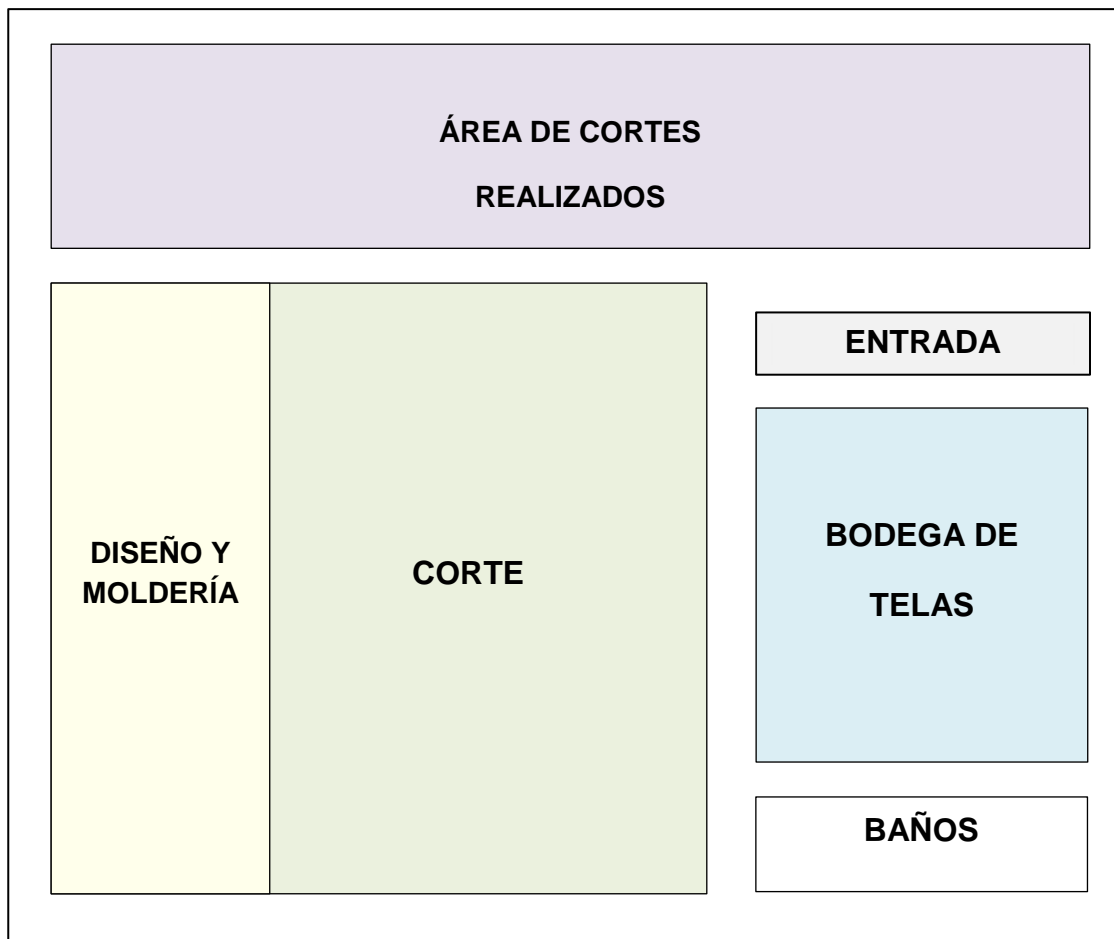 ÁREA DE CORTES
REALIZADOS
ENTRADA
DISEÑO Y
MOLDERÍA
CORTE
BODEGA DE
TELAS
BAÑOS